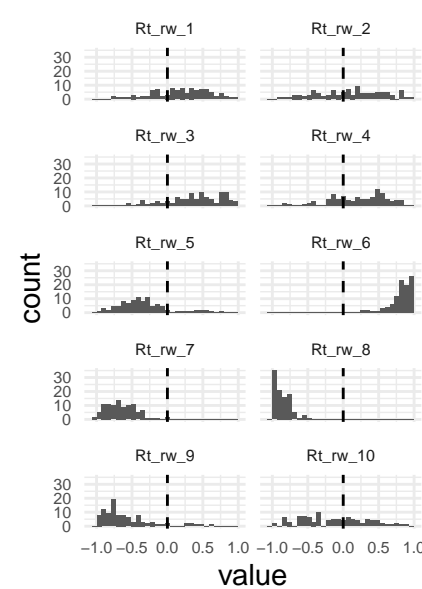 Rt_rw_1 Rt_rw_2
30
20
10
0
Rt_rw_3 Rt_rw_4
30
20
10
0
Rt_rw_5 Rt_rw_6
30
20
10
0
Rt_rw_7 Rt_rw_8
30
20
10
0
Rt_rw_9 Rt_rw_10
30
20
10
0
−1.0 −0.5 0.0 0.5 1.0 −1.0 −0.5 0.0 0.5 1.0
count
value